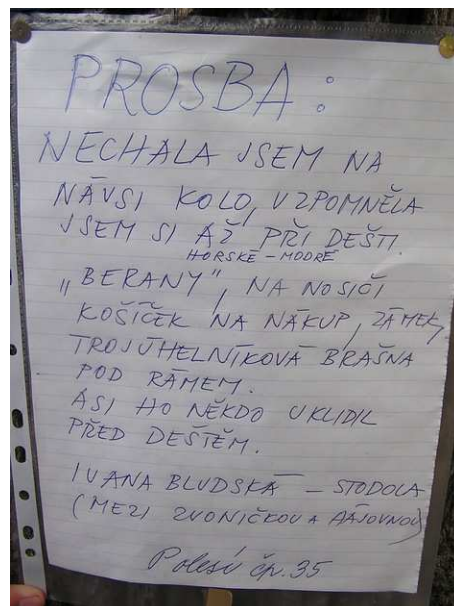 PROSBA:
NECHALA JSEM NA
NÁVSI KOLO, VZPOMNĚLA
JSEM SI AŽ PŘI DEŠTI.
HORSKÉ - MODRÉ
"BERANY", NA NOSIČI
KOŠÍČEK NA NÁKUP, ZÁMEK,
TROJÚHELNÍKOVÁ BRAŠNA
POD RÁMEM.
ASI HO NĚKDO UKLIDIL
PŘED DEŠTĚM.
IVANA BLUDSKÁ - STODOLA
(MEZI ZVONIČKOU A HÁJOVNOU)
Polesí čp. 35